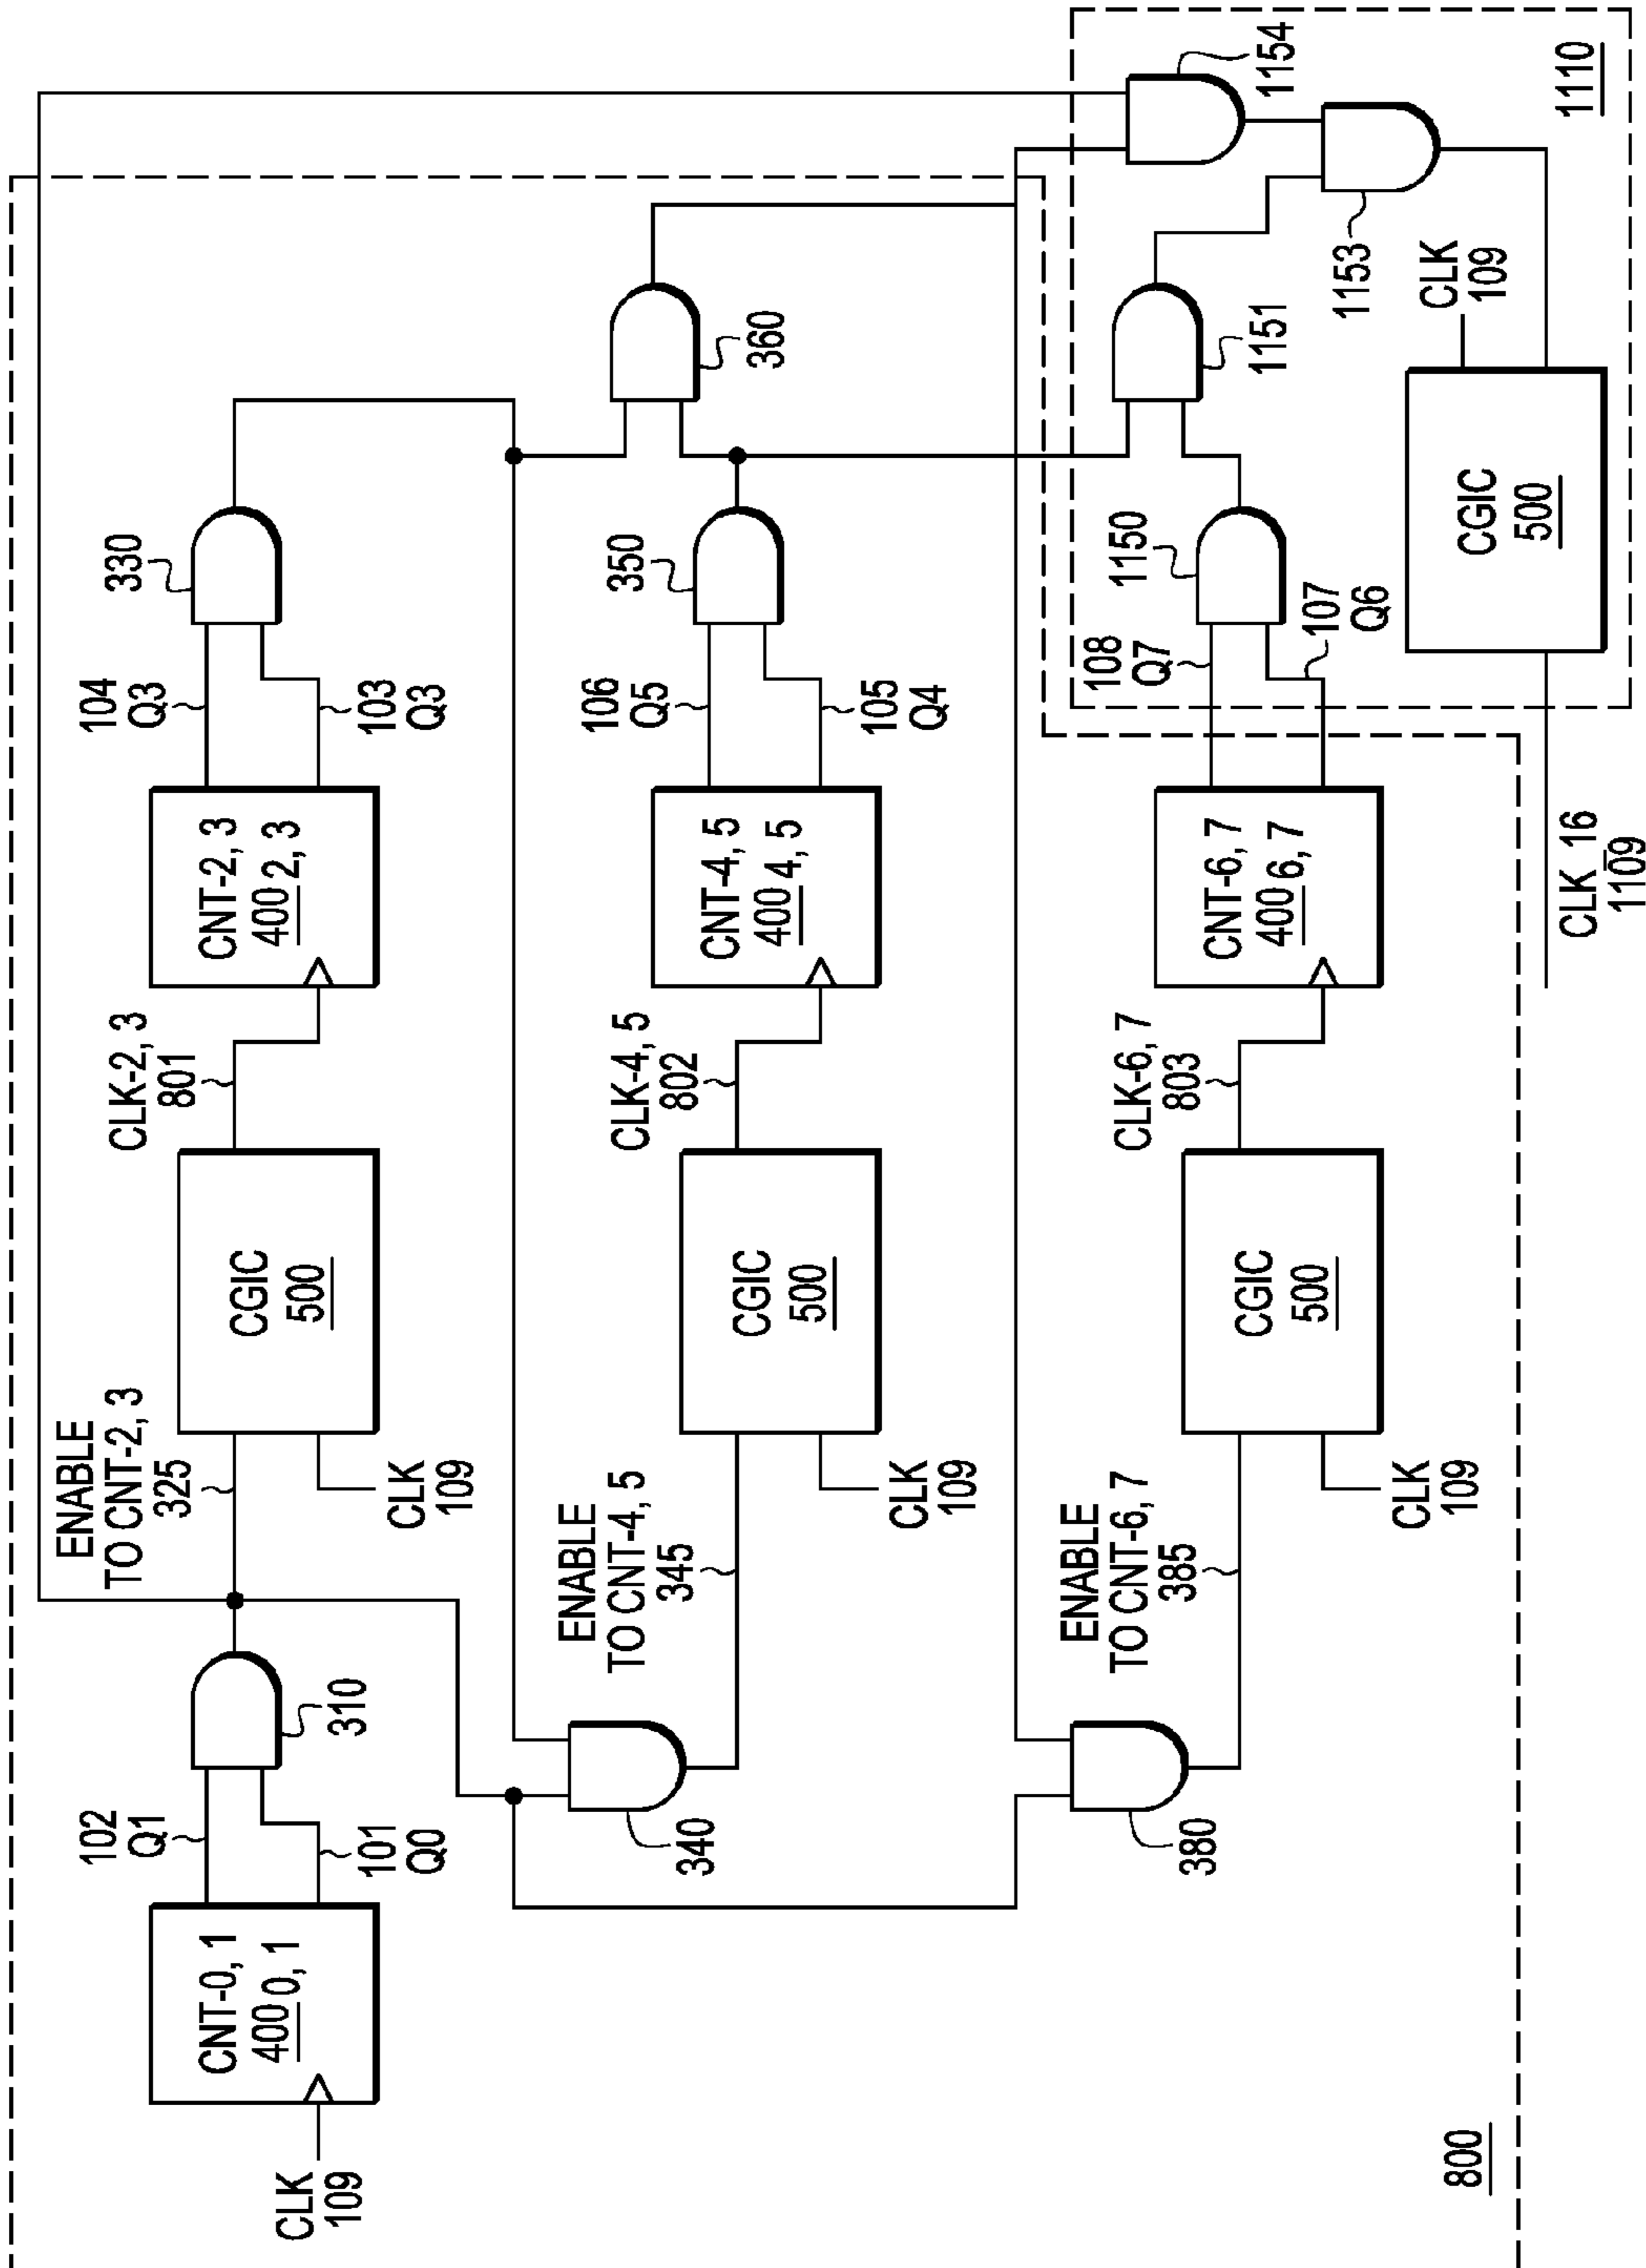 CLK
109
CNT-0, 1
400 0, 1
102
Q1
101
Q0
310
ENABLE
TO CNT-2, 3
325
CLK
109
CGIC
500
CLK-2, 3
801
CNT-2, 3
400 2, 3
104
Q3
103
Q3
330
340
ENABLE
TO CNT-4, 5
345
CLK
109
CGIC
500
CLK-4, 5
802
CNT-4, 5
400 4, 5
106
Q5
105
Q4
350
360
380
ENABLE
TO CNT-6, 7
385
CLK
109
CGIC
500
CLK-6, 7
803
CNT-6, 7
400 6, 7
108
Q7
107
Q6
1150
1151
1153
1154
CLK
109
CGIC
500
CLK_16
1109
800
1110